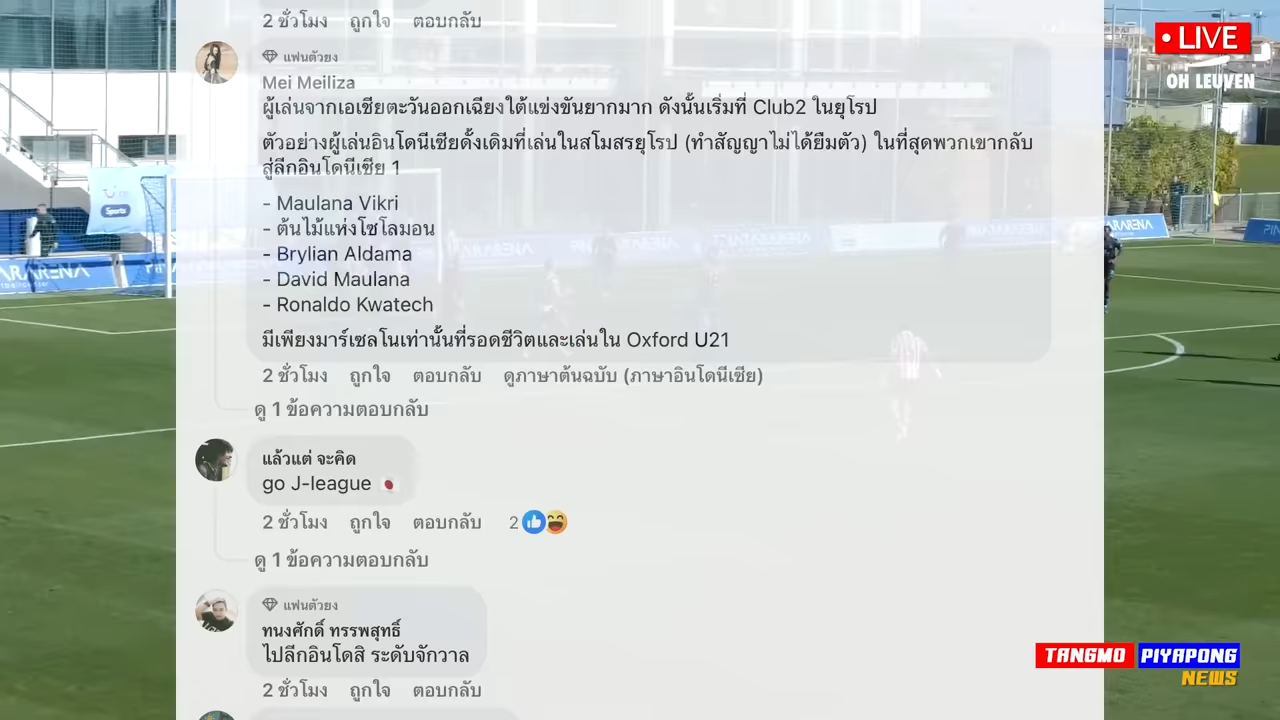 2 ชั่วโมง ถูกใจ ตอบกลับ
• LIVE
OH LEUVEN
แฟนตัวยง
Mei Meiliza
ผู้เล่นจากเอเชียตะวันออกเฉียงใต้แข่งขันยากมาก ดังนั้นเริ่มที่ Club2 ในยุโรป
ตัวอย่างผู้เล่นอินโดนีเซียดั้งเดิมที่เล่นในสโมสรยุโรป (ทำสัญญาไม่ได้ยืมตัว) ในที่สุดพวกเขากลับ
สู่ลีกอินโดนีเซีย 1
- Maulana Vikri
- ต้นไม้แห่งโซโลมอน
- Brylian Aldama
- David Maulana
- Ronaldo Kwatech
มีเพียงมาร์เซลโนเท่านั้นที่รอดชีวิตและเล่นใน Oxford U21
2 ชั่วโมง ถูกใจ ตอบกลับ ดูภาษาต้นฉบับ (ภาษาอินโดนีเซีย)
ดู 1 ข้อความตอบกลับ
แล้วแต่ จะคิด
go J-league 🇯🇵
2 ชั่วโมง ถูกใจ ตอบกลับ 2
ดู 1 ข้อความตอบกลับ
แฟนตัวยง
ทนงศักดิ์ ทรรพสุทธิ์
ไปลีกอินโดสิ ระดับจักวาล
2 ชั่วโมง ถูกใจ ตอบกลับ
TANGMO PIYAPONG
NEWS
Sports
ARARENA